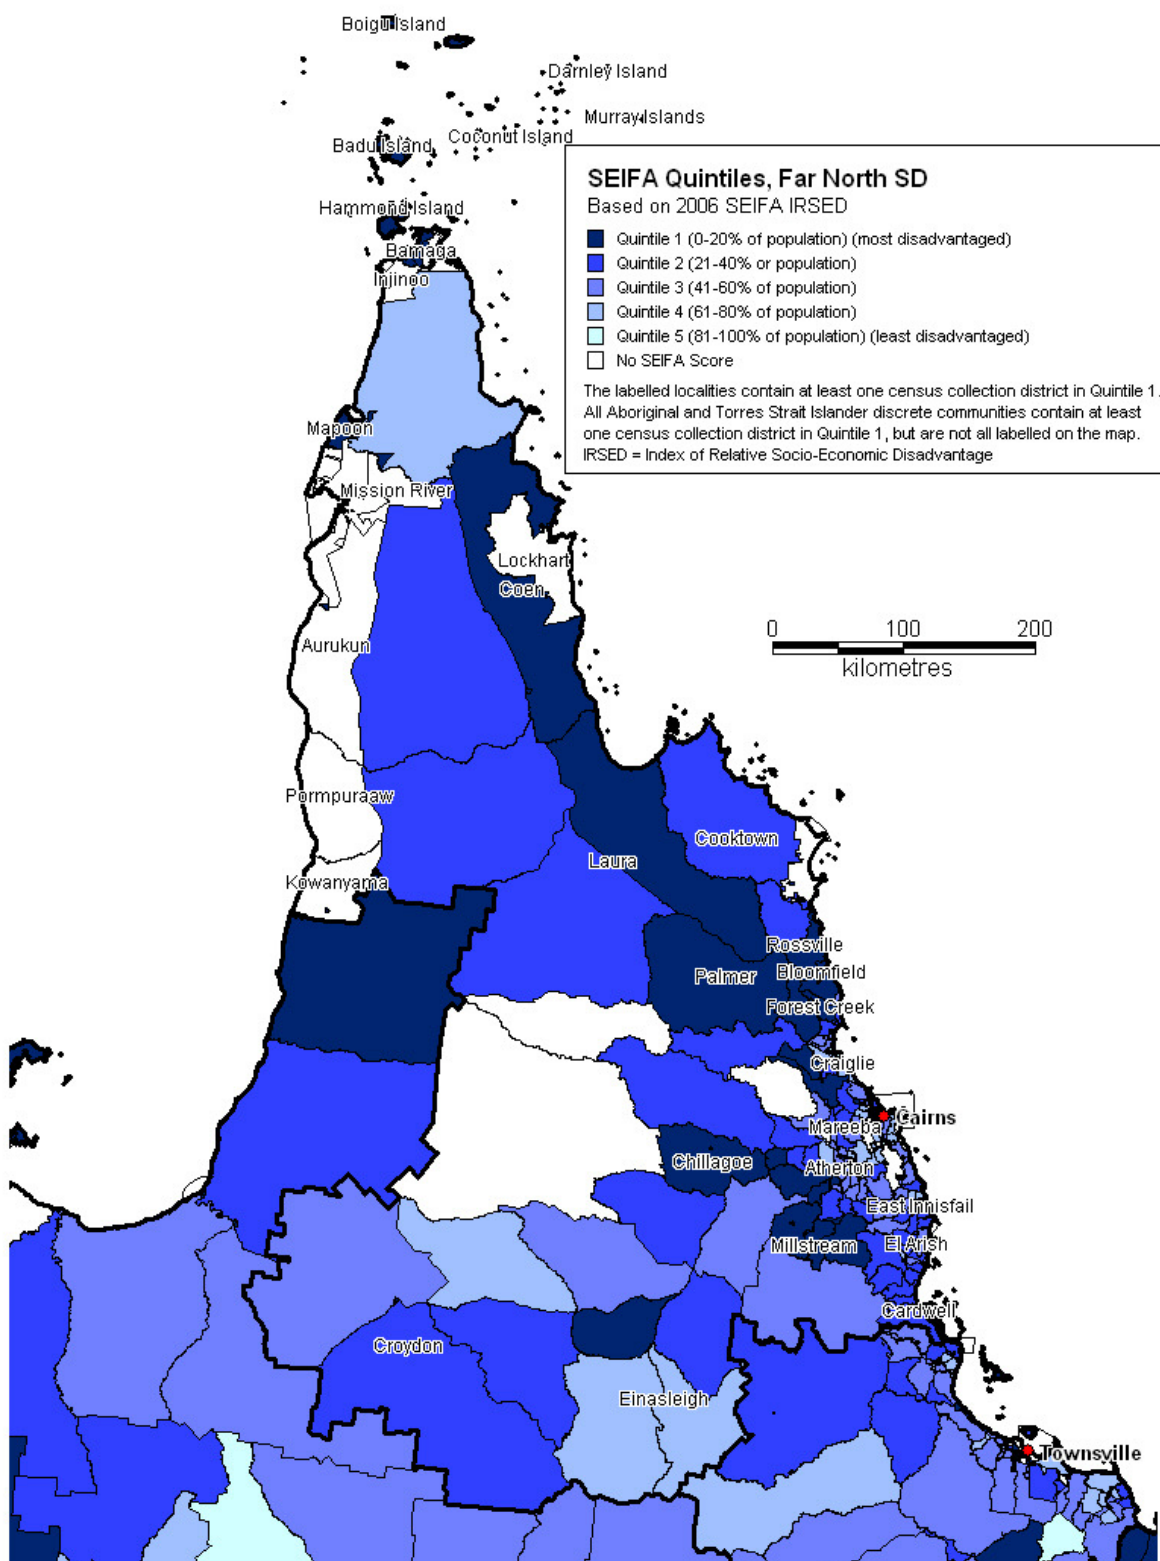 Boigu Island
Darnley Island
Murray Islands
Coconut Island
Badu Island
SEIFA Quintiles, Far North SD
Based on 2006 SEIFA IRSED
Quintile 1 (0-20% of population) (most disadvantaged)
Quintile 2 (21-40% or population)
Quintile 3 (41-60% of population)
Quintile 4 (61-80% of population)
Quintile 5 (81-100% of population) (least disadvantaged)
No SEIFA Score
The labelled localities contain at least one census collection district in Quintile 1.
All Aboriginal and Torres Strait Islander discrete communities contain at least
one census collection district in Quintile 1, but are not all labelled on the map.
IRSED = Index of Relative Socio-Economic Disadvantage
Hammond Island
Bamaga
Injinoo
Mapoon
Mission River
Lockhart
Coen
0 100 200
kilometres
Aurukun
Pormpuraaw
Cooktown
Laura
Kowanyama
Rossville
Palmer
Bloomfield
Forest Creek
Craiglie
Cairns
Mareeba
Chillagoe
Atherton
East Innisfail
Millstream
El Arish
Cardwell
Croydon
Einasleigh
Townsville